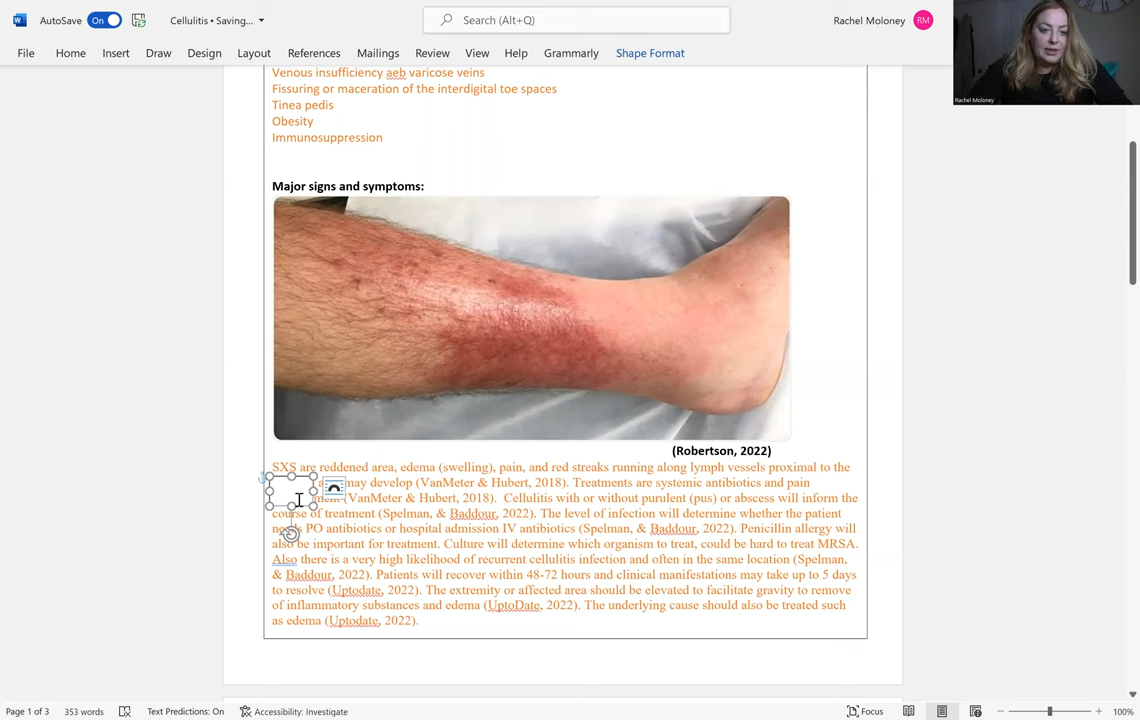 AutoSave On Cellulitis • Saving... Search (Alt+Q) Rachel Moloney RM
File Home Insert Draw Design Layout References Mailings Review View Help Grammarly Shape Format
Rachel Moloney
Venous insufficiency aeb varicose veins
Fissuring or maceration of the interdigital toe spaces
Tinea pedis
Obesity
Immunosuppression
Major signs and symptoms:
(Robertson, 2022)
SXS are reddened area, edema (swelling), pain, and red streaks running along lymph vessels proximal to the
may develop (VanMeter & Hubert, 2018). Treatments are systemic antibiotics and pain
(VanMeter & Hubert, 2018). Cellulitis with or without purulent (pus) or abscess will inform the
course of treatment (Spelman, & Baddour, 2022). The level of infection will determine whether the patient
needs PO antibiotics or hospital admission IV antibiotics (Spelman, & Baddour, 2022). Penicillin allergy will
also be important for treatment. Culture will determine which organism to treat, could be hard to treat MRSA.
Also there is a very high likelihood of recurrent cellulitis infection and often in the same location (Spelman,
& Baddour, 2022). Patients will recover within 48-72 hours and clinical manifestations may take up to 5 days
to resolve (Uptodate, 2022). The extremity or affected area should be elevated to facilitate gravity to remove
of inflammatory substances and edema (UptoDate, 2022). The underlying cause should also be treated such
as edema (Uptodate, 2022).
Page 1 of 3 353 words Text Predictions: On Accessibility: Investigate Focus 100%